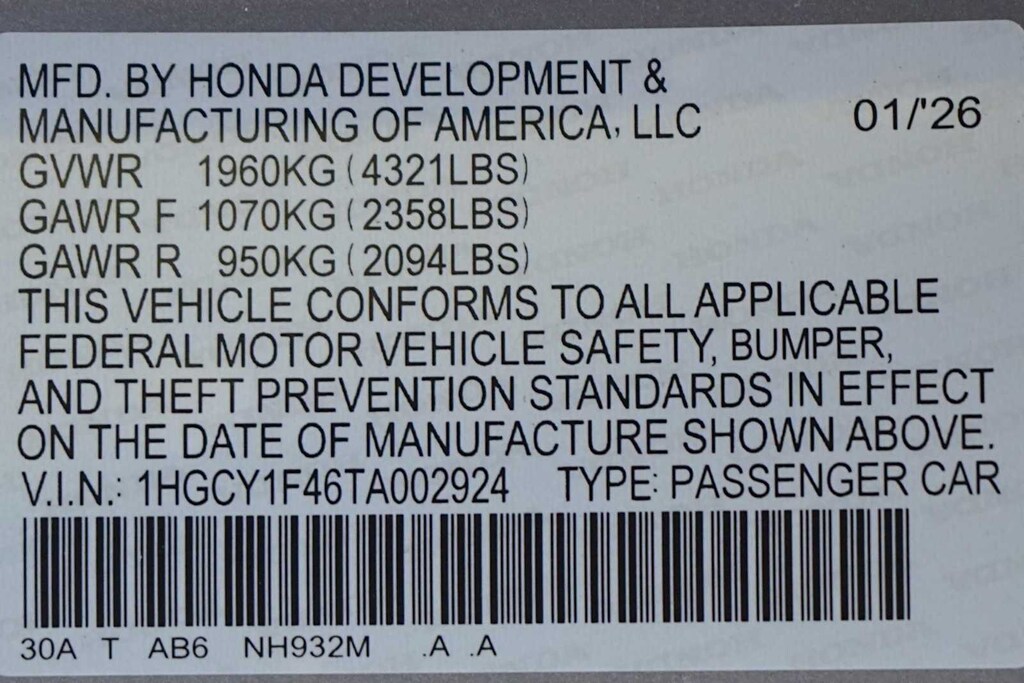 MFD. BY HONDA DEVELOPMENT &
MANUFACTURING OF AMERICA, LLC 01/'26
GVWR 1960KG (4321LBS)
GAWR F 1070KG (2358LBS)
GAWR R 950KG (2094LBS)
THIS VEHICLE CONFORMS TO ALL APPLICABLE
FEDERAL MOTOR VEHICLE SAFETY, BUMPER,
AND THEFT PREVENTION STANDARDS IN EFFECT
ON THE DATE OF MANUFACTURE SHOWN ABOVE.
V.I.N.: 1HGCY1F46TA002924 TYPE: PASSENGER CAR
30A T AB6 NH932M .A .A